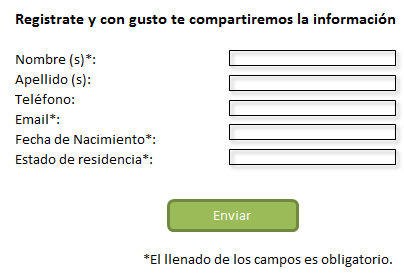 Registrate y con gusto te compartiremos la información
Nombre (s)*:
Apellido (s):
Teléfono:
Email*:
Fecha de Nacimiento*:
Estado de residencia*:
Enviar
*El llenado de los campos es obligatorio.